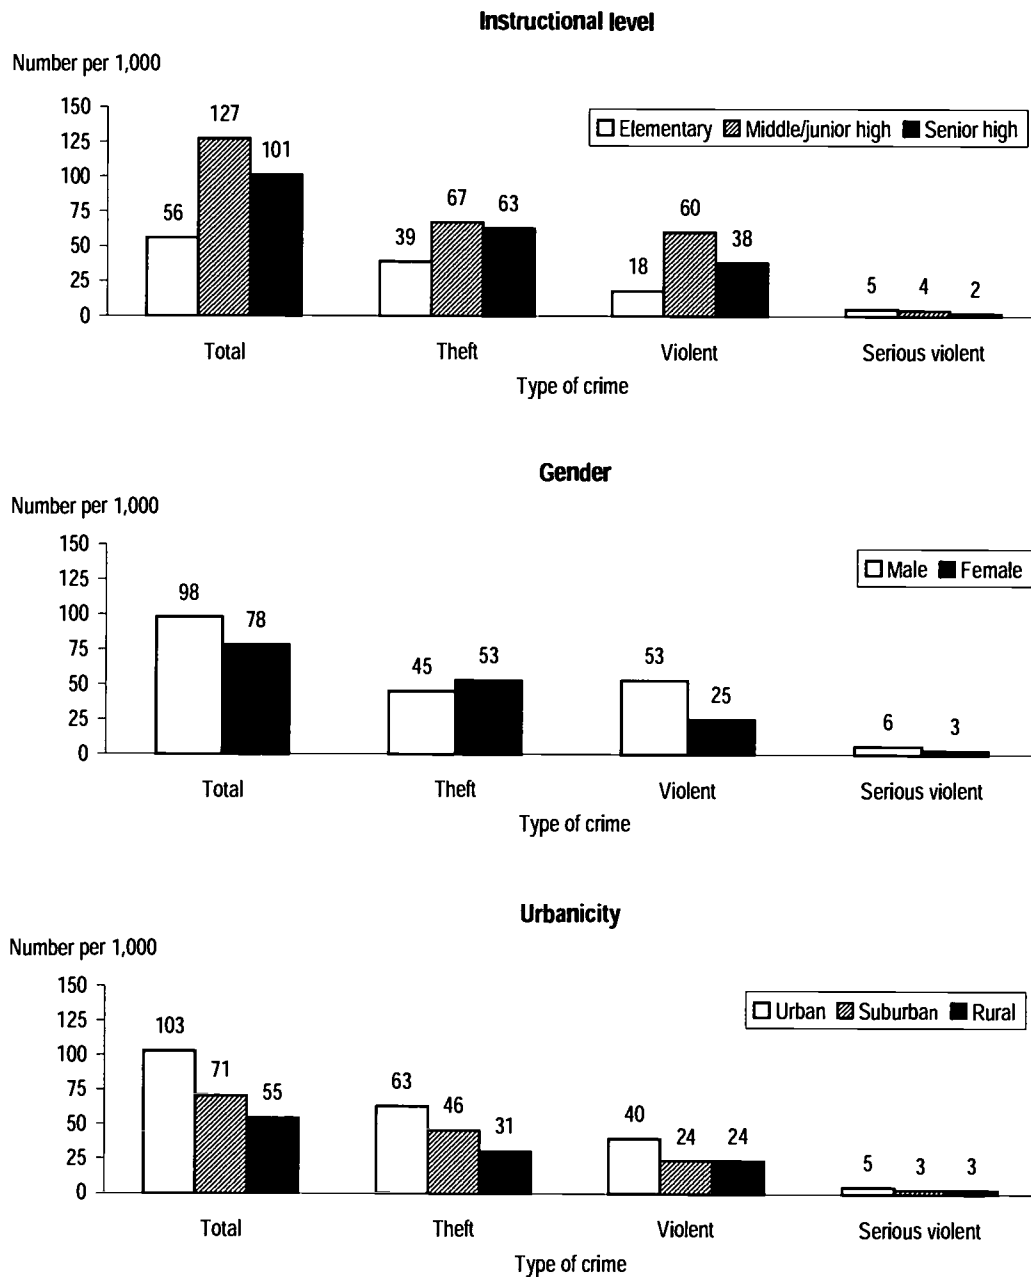 Instructional level
Number per 1,000
150
125
100
75
50
25
0
Elementary Middle/junior high Senior high
56 127 101
39 67 63
18 60 38
5 4 2
Total Theft Violent Serious violent
Type of crime
Gender
Number per 1,000
150
125
100
75
50
25
0
Male Female
98 78
45 53
53 25
6 3
Total Theft Violent Serious violent
Type of crime
Urbanicity
Number per 1,000
150
125
100
75
50
25
0
Urban Suburban Rural
103 71 55
63 46 31
40 24 24
5 3 3
Total Theft Violent Serious violent
Type of crime